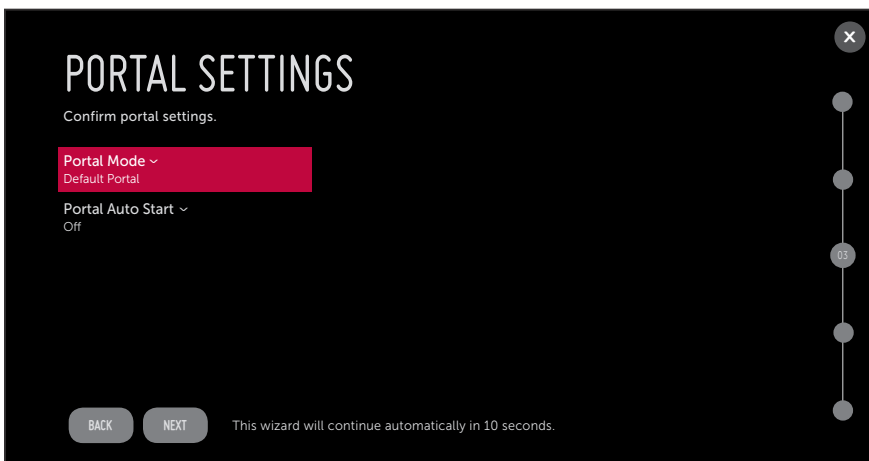 X
PORTAL SETTINGS
Confirm portal settings.
Portal Mode
Default Portal
Portal Auto Start
Off
03
BACK NEXT This wizard will continue automatically in 10 seconds.